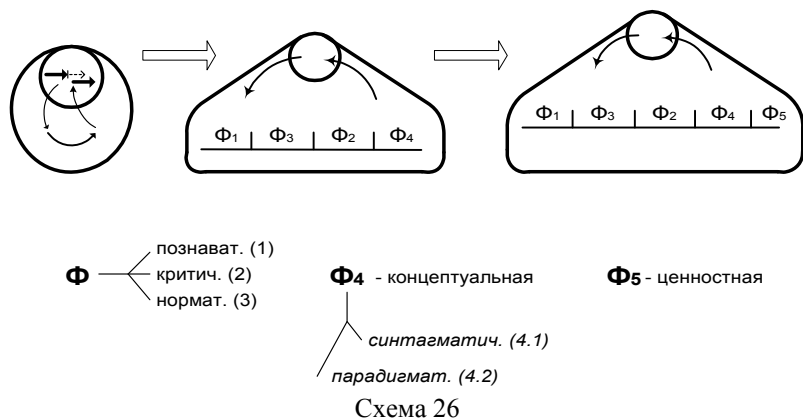 Ф₁ Ф₃ Ф₂ Ф₄
Ф₁ Ф₃ Ф₂ Ф₄ Ф₅
Ф
познават. (1)
критич. (2)
нормат. (3)
Ф₄ - концептуальная
синтагматич. (4.1)
парадигмат. (4.2)
Ф₅ - ценностная
Схема 26